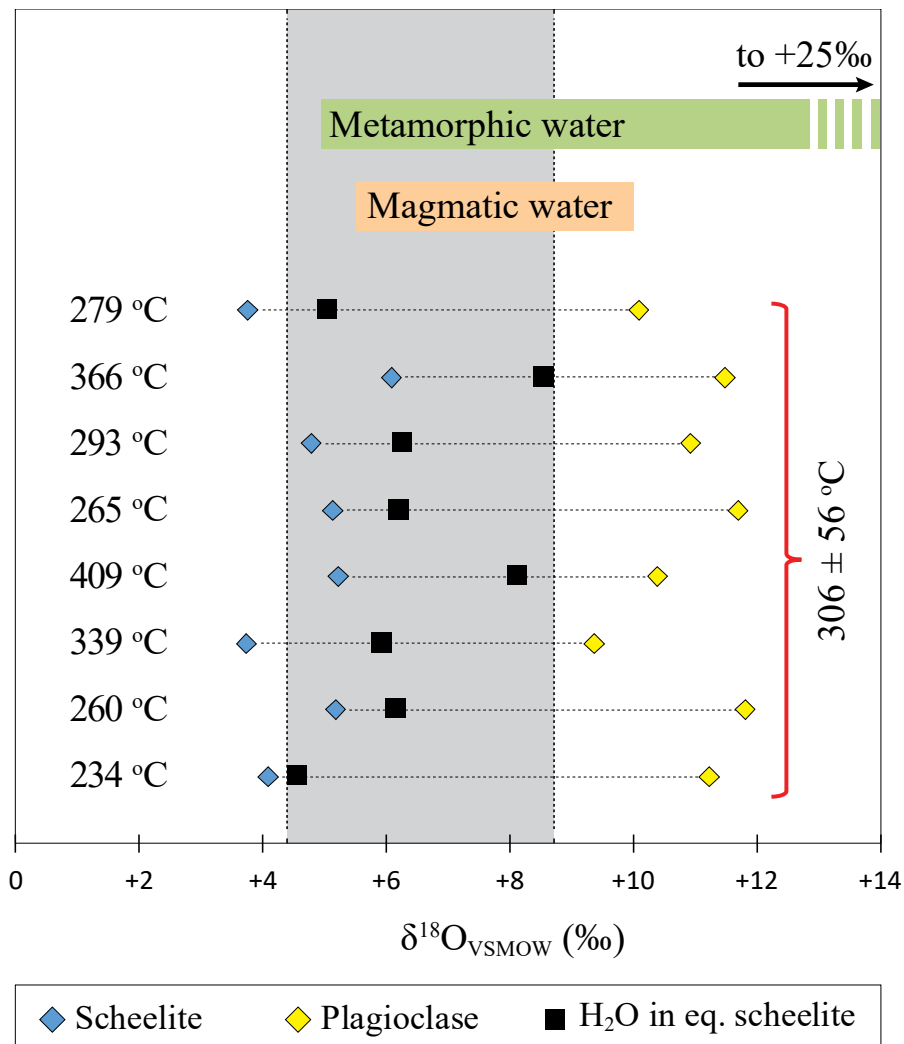 to +25‰
Metamorphic water
Magmatic water
279 °C
366 °C
293 °C
265 °C
409 °C
339 °C
260 °C
234 °C
306 ± 56 °C
0 +2 +4 +6 +8 +10 +12 +14
δ¹⁸O_VSMOW (‰)
Scheelite Plagioclase H₂O in eq. scheelite